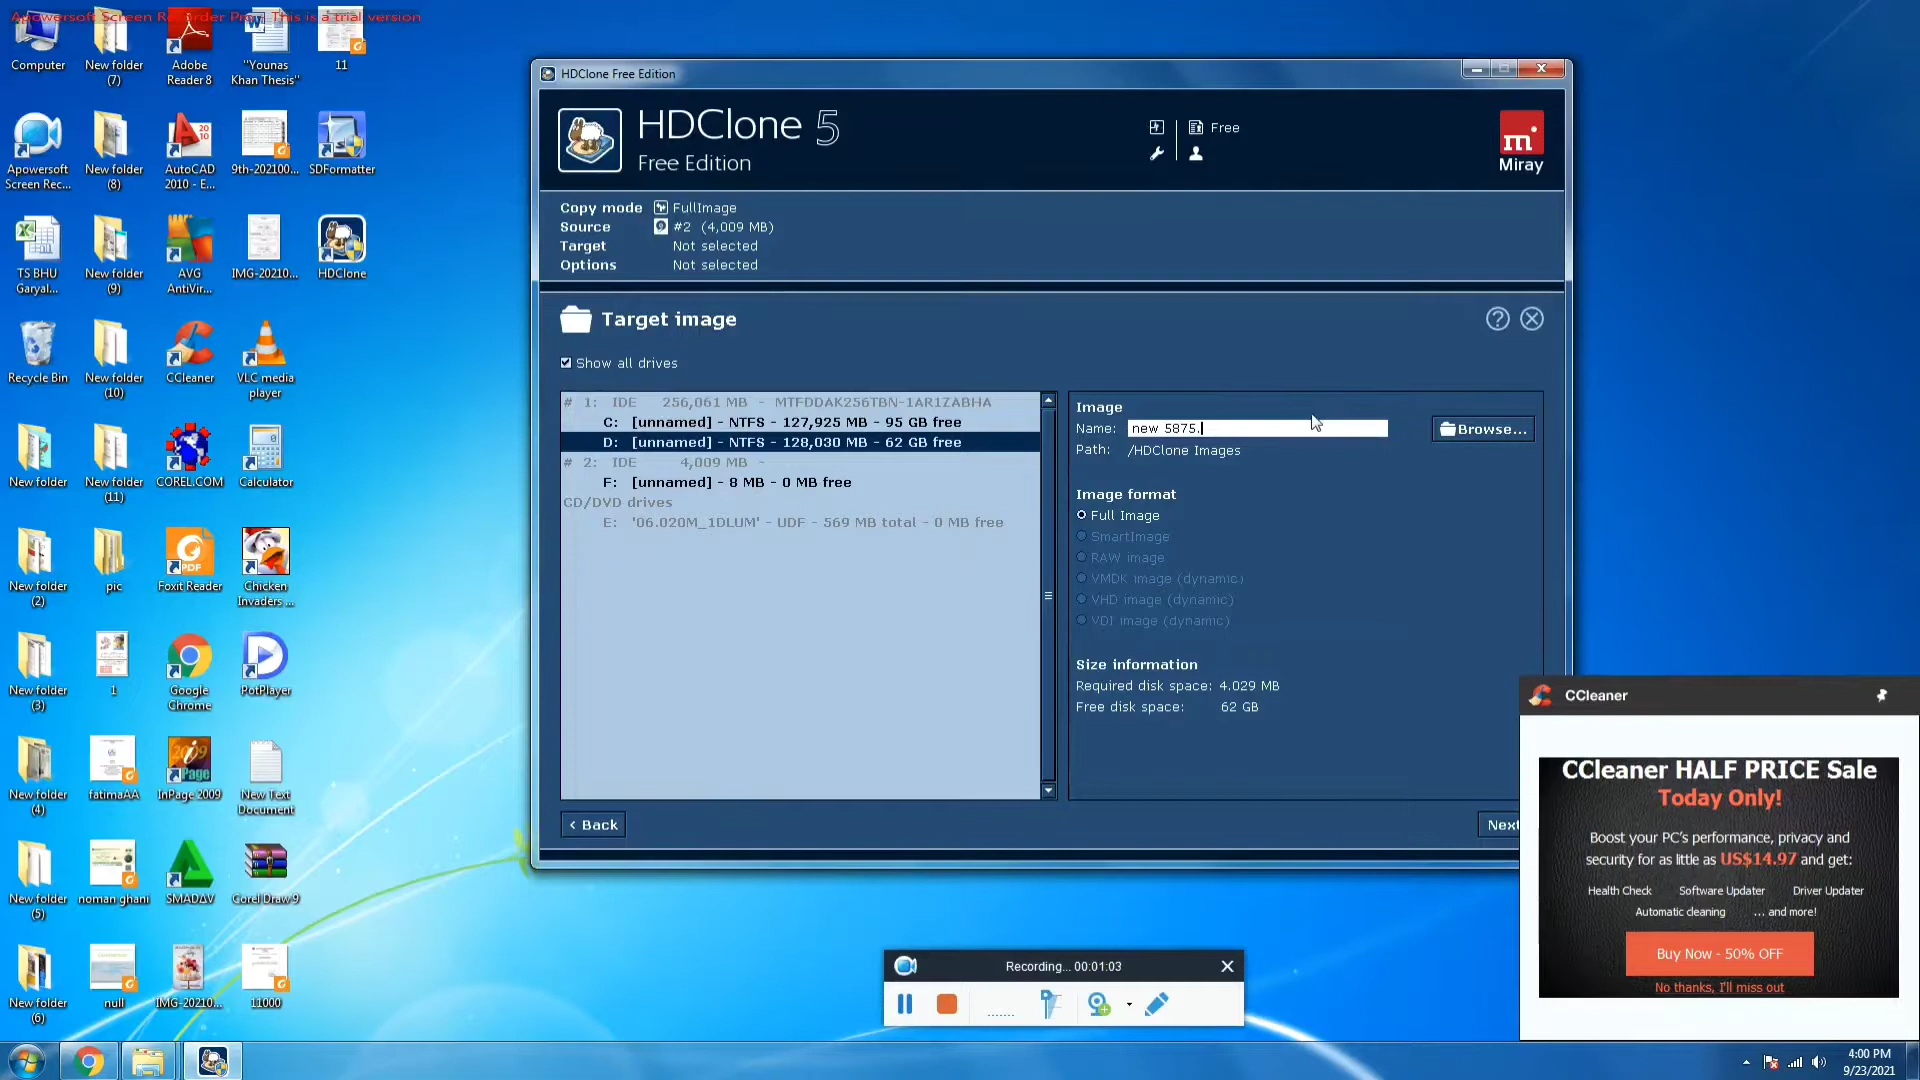 Apowersoft Screen Recorder Pro - This is a trial version
Computer
New folder
(7)
Adobe
Reader 8
"Younas
Khan Thesis"
11
Apowersoft
Screen Rec...
New folder
(8)
AutoCAD
2010 - E...
9th-202100...
SDFormatter
TS BHU
Garyal...
New folder
(9)
AVG
AntiVir...
IMG-20210...
HDClone
Recycle Bin
New folder
(10)
CCleaner
VLC media
player
New folder
New folder
(11)
COREL.COM
Calculator
New folder
(2)
pic
Foxit Reader
Chicken
Invaders ...
New folder
(3)
1
Google
Chrome
PotPlayer
New folder
(4)
fatimaAA
InPage 2009
New Text
Document
New folder
(5)
noman ghani
SMADAV
Corel Draw 9
New folder
(6)
null
IMG-20210...
11000
HDClone Free Edition
HDClone 5
Free Edition
Free
Miray
Copy mode FullImage
Source #2 (4,009 MB)
Target Not selected
Options Not selected
Target image
Show all drives
# 1: IDE 256,061 MB - MTFDDAK256TBN-1AR1ZABHA
C: [unnamed] - NTFS - 127,925 MB - 95 GB free
D: [unnamed] - NTFS - 128,030 MB - 62 GB free
# 2: IDE 4,009 MB -
F: [unnamed] - 8 MB - 0 MB free
CD/DVD drives
E: '06.020M_1DLUM' - UDF - 569 MB total - 0 MB free
Image
Name: new 5875.
Browse...
Path: /HDClone Images
Image format
Full Image
SmartImage
RAW image
VMDK image (dynamic)
VHD image (dynamic)
VDI image (dynamic)
Size information
Required disk space: 4.029 MB
Free disk space: 62 GB
< Back
Next
CCleaner
CCleaner HALF PRICE Sale
Today Only!
Boost your PC's performance, privacy and
security for as little as US$14.97 and get:
Health Check Software Updater Driver Updater
Automatic cleaning ... and more!
Buy Now - 50% OFF
No thanks, I'll miss out
Recording... 00:01:03
4:00 PM
9/23/2021